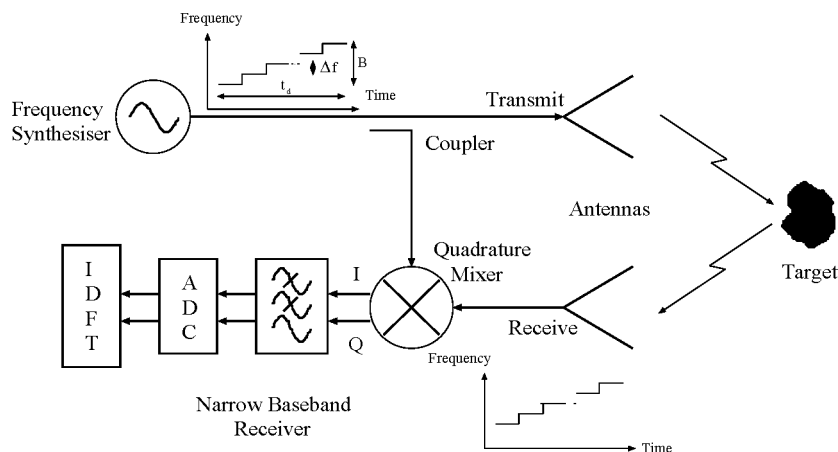 Frequency
B
Δf
t_d
Time
Frequency
Synthesiser
Transmit
Coupler
Antennas
Target
Quadrature
Mixer
I
Q
I
D
F
T
A
D
C
Receive
Frequency
Time
Narrow Baseband
Receiver